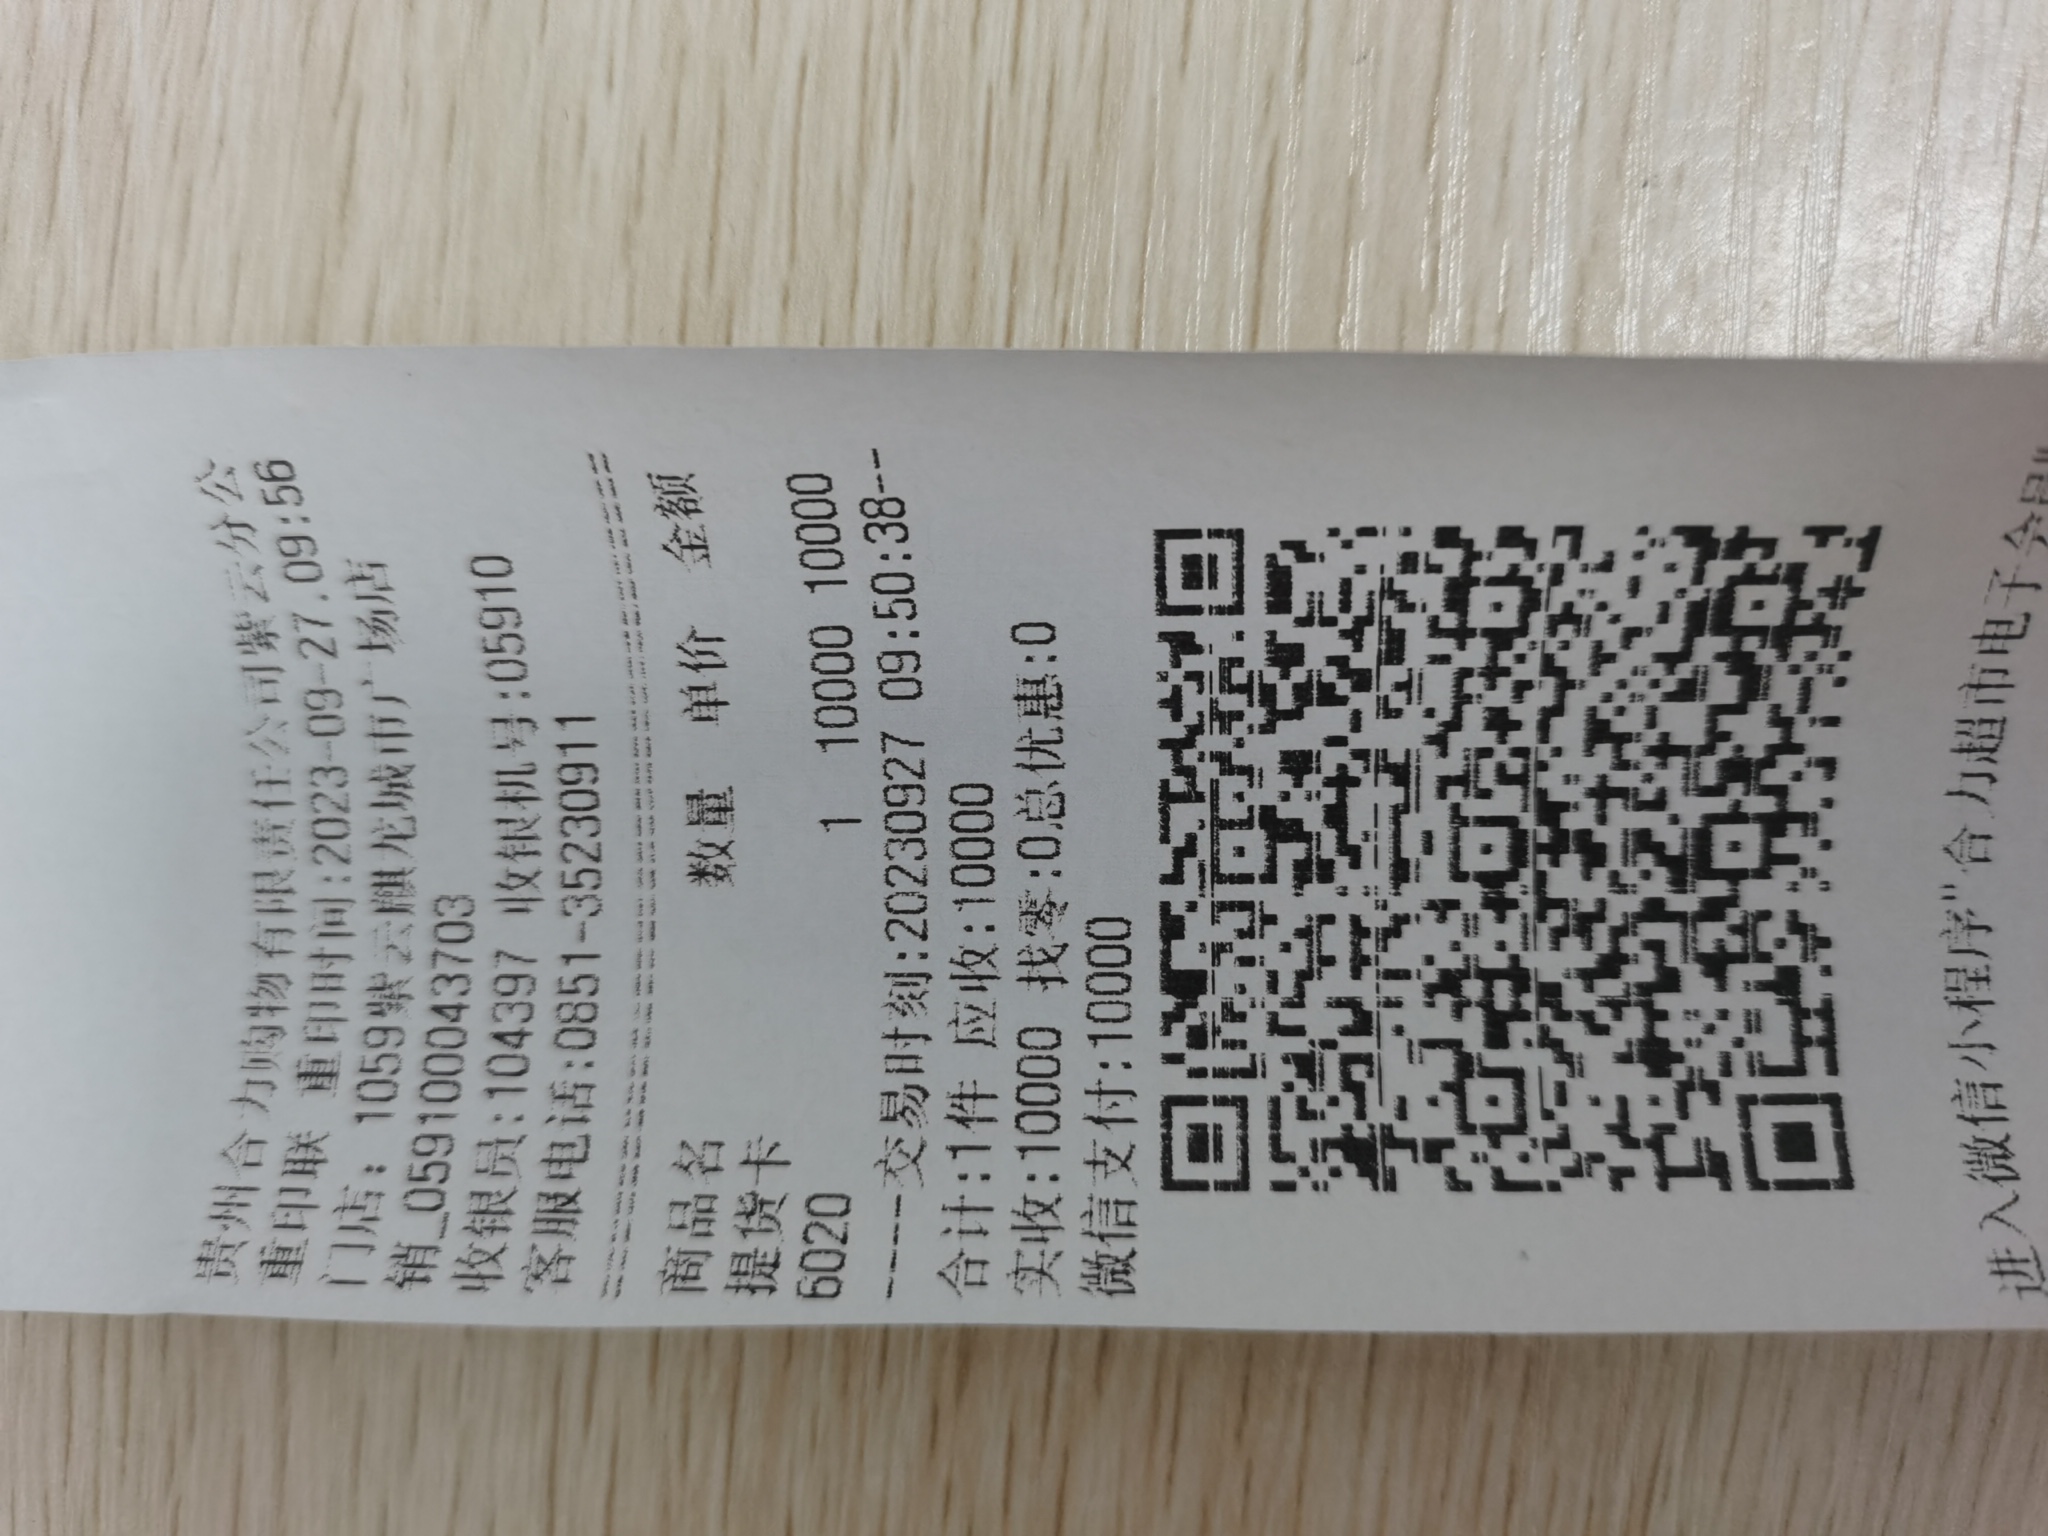 贵州合力购物有限责任公司紫云分公
重印联 重印时间:2023-09-27.09:56
门店: 1059紫云麒龙城市广场店
销_059100043703
收银员:104397 收银机号:05910
客服电话:0851-35230911
商品名 数量 单价 金额
提货卡
6020 1 10000 10000
----交易时刻:20230927 09:50:38---
合计:1件 应收:10000
实收:10000 找零:0总优惠:0
微信支付:10000
进入微信小程序"合力超市电子会员